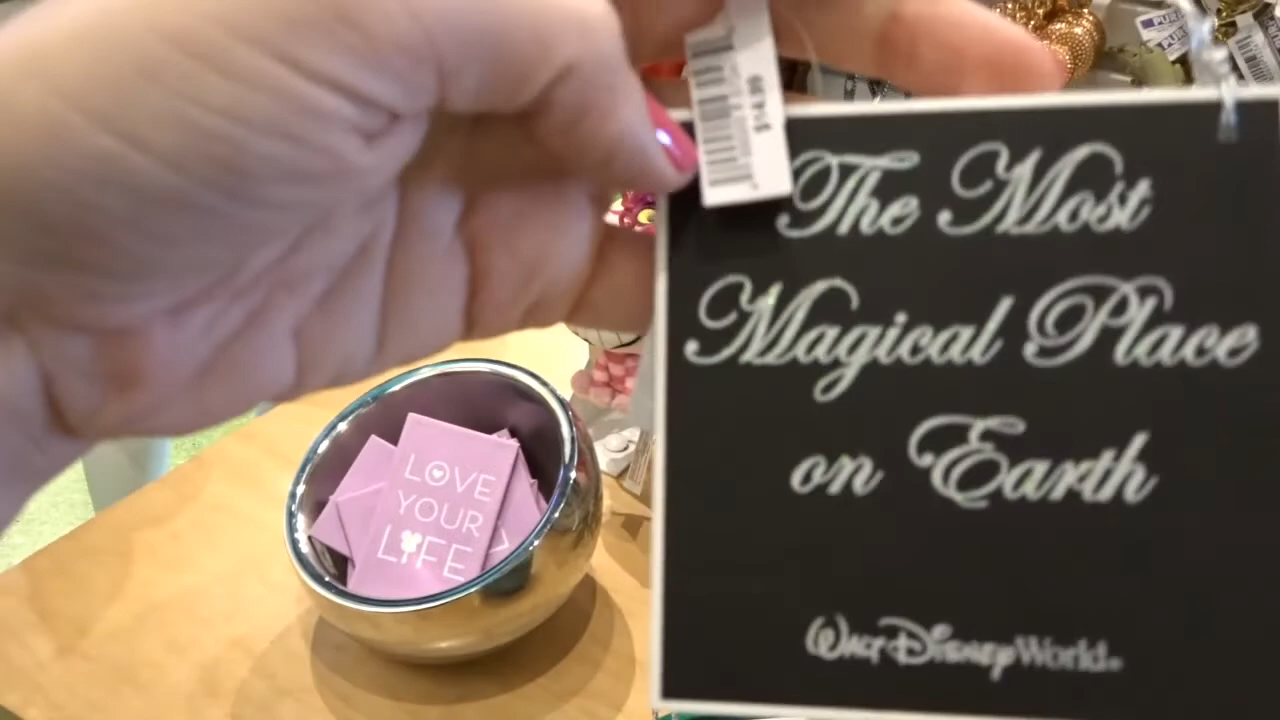 LOVE
YOUR
LIFE
The Most
Magical Place
on Earth
Walt Disney World